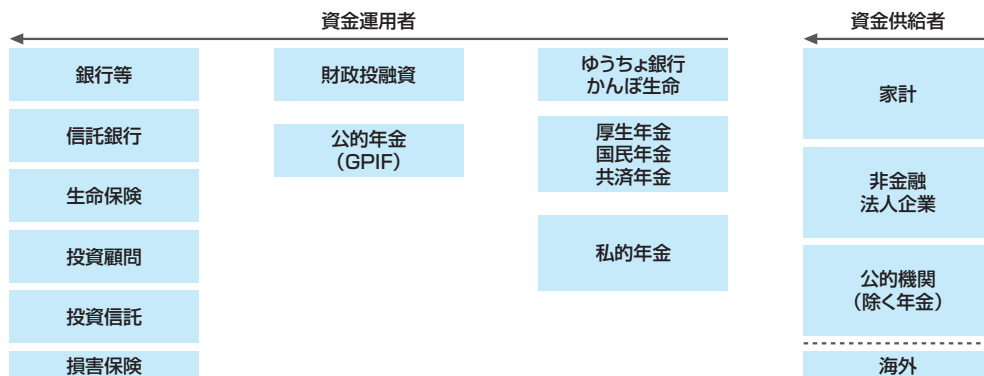 資金運用者
銀行等
信託銀行
生命保険
投資顧問
投資信託
損害保険
財政投融資
公的年金
（GPIF）
ゆうちょ銀行
かんぽ生命
厚生年金
国民年金
共済年金
私的年金
資金供給者
家計
非金融
法人企業
公的機関
（除く年金）
海外